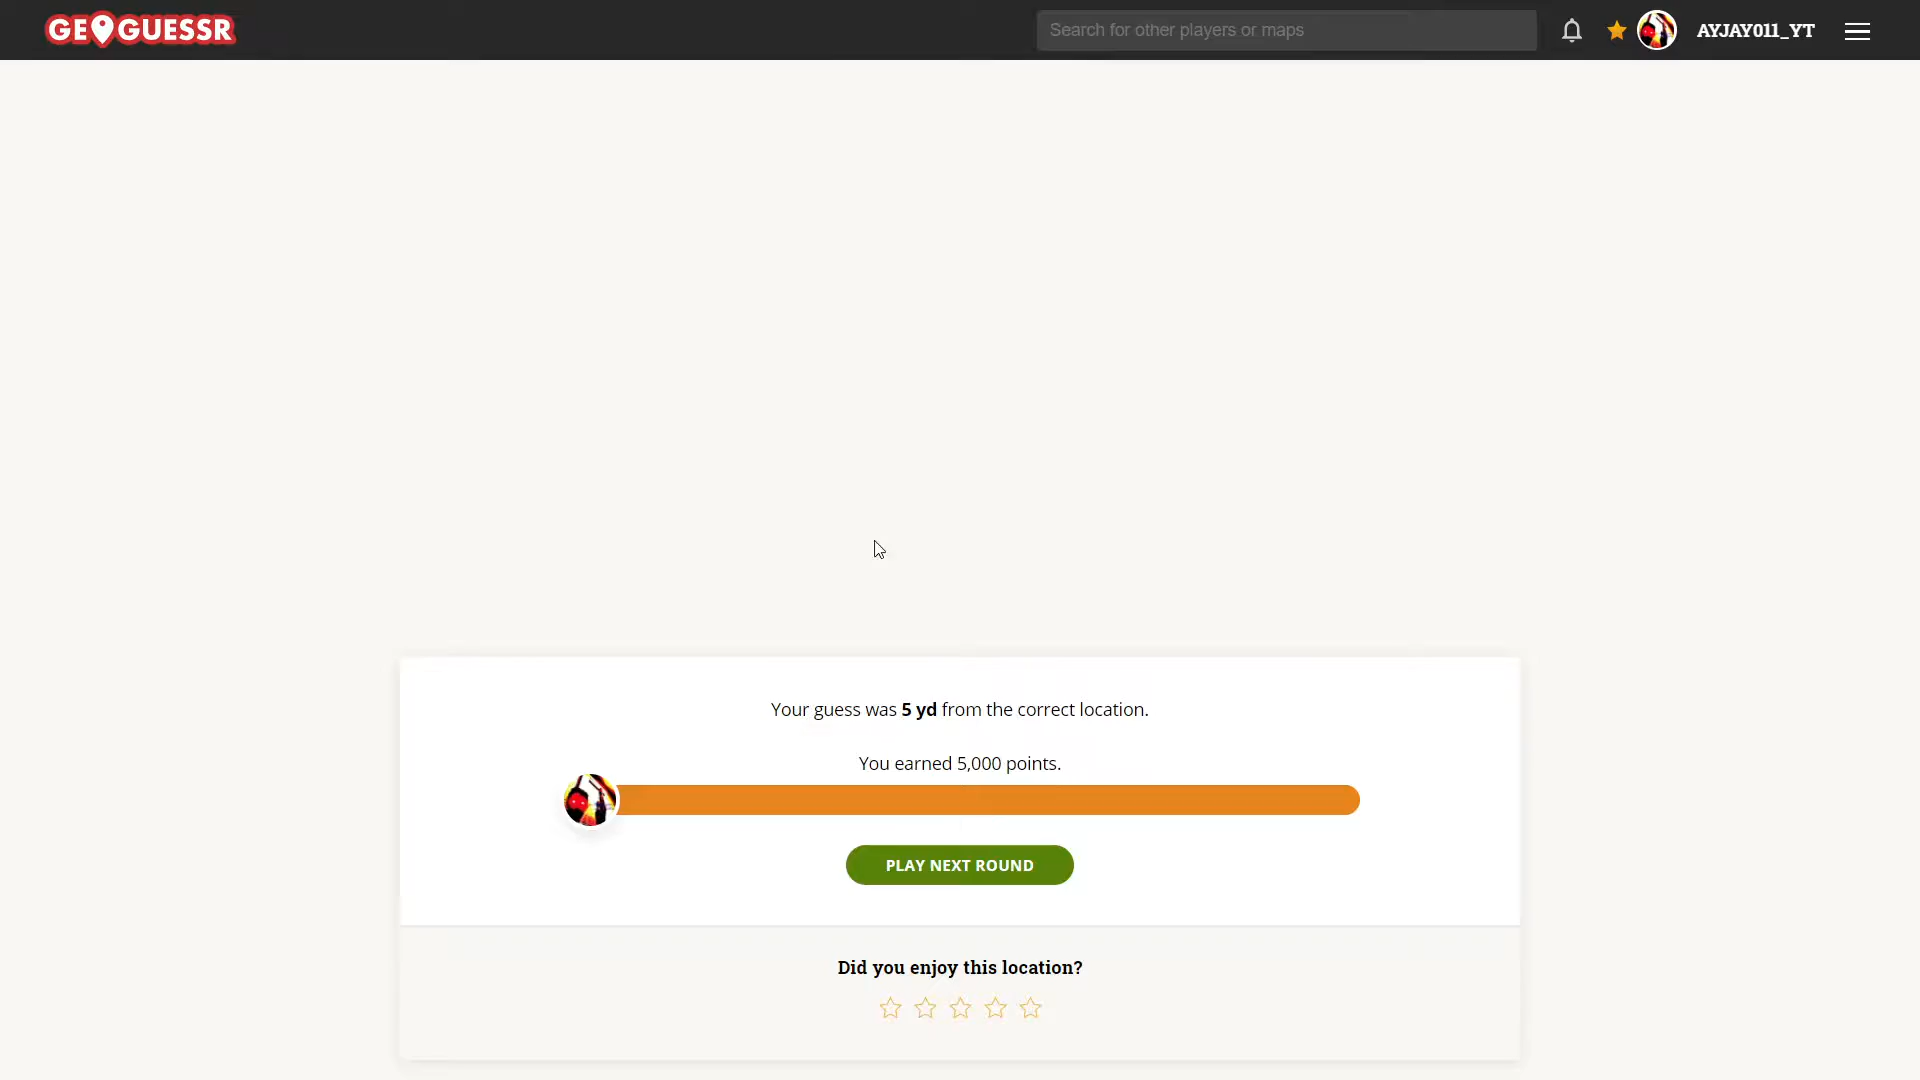 GEOGUESSR
Search for other players or maps
AYJAY011_YT
Your guess was 5 yd from the correct location.
You earned 5,000 points.
PLAY NEXT ROUND
Did you enjoy this location?